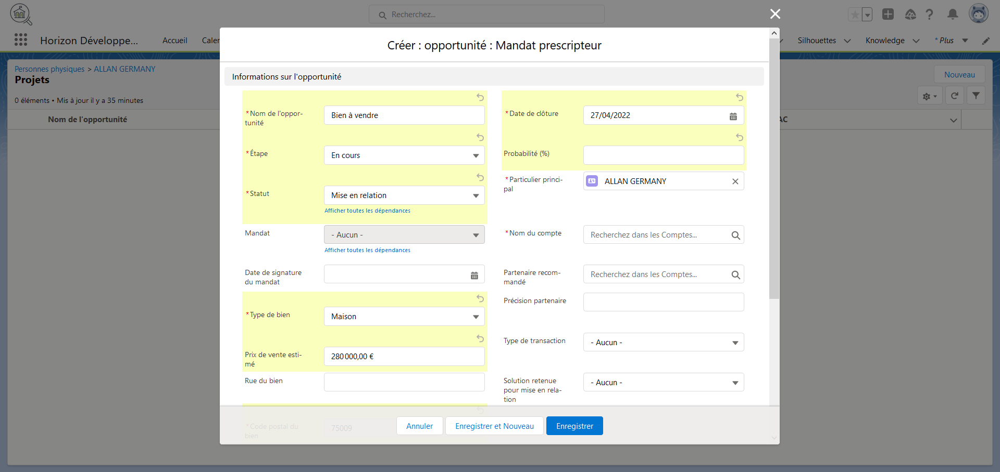 Recherchez...
Horizon Développe...
Accueil
Caler
Silhouettes
Knowledge
* Plus
Personnes physiques > ALLAN GERMANY
Projets
0 éléments • Mis à jour il y a 35 minutes
Nouveau
Nom de l'opportunité
AC
Créer : opportunité : Mandat prescripteur
Informations sur l'opportunité
*Nom de l'oppor-
tunité
Bien à vendre
*Date de clôture
27/04/2022
*Étape
En cours
Probabilité (%)
*Statut
Mise en relation
Afficher toutes les dépendances
*Particulier princi-
pal
ALLAN GERMANY
Mandat
- Aucun -
Afficher toutes les dépendances
*Nom du compte
Recherchez dans les Comptes...
Date de signature
du mandat
Partenaire recom-
mandé
Recherchez dans les Comptes...
Précision partenaire
*Type de bien
Maison
Type de transaction
- Aucun -
Prix de vente esti-
mé
280 000,00 €
Rue du bien
Solution retenue
pour mise en rela-
tion
- Aucun -
*Code postal du
bien
75009
Annuler
Enregistrer et Nouveau
Enregistrer